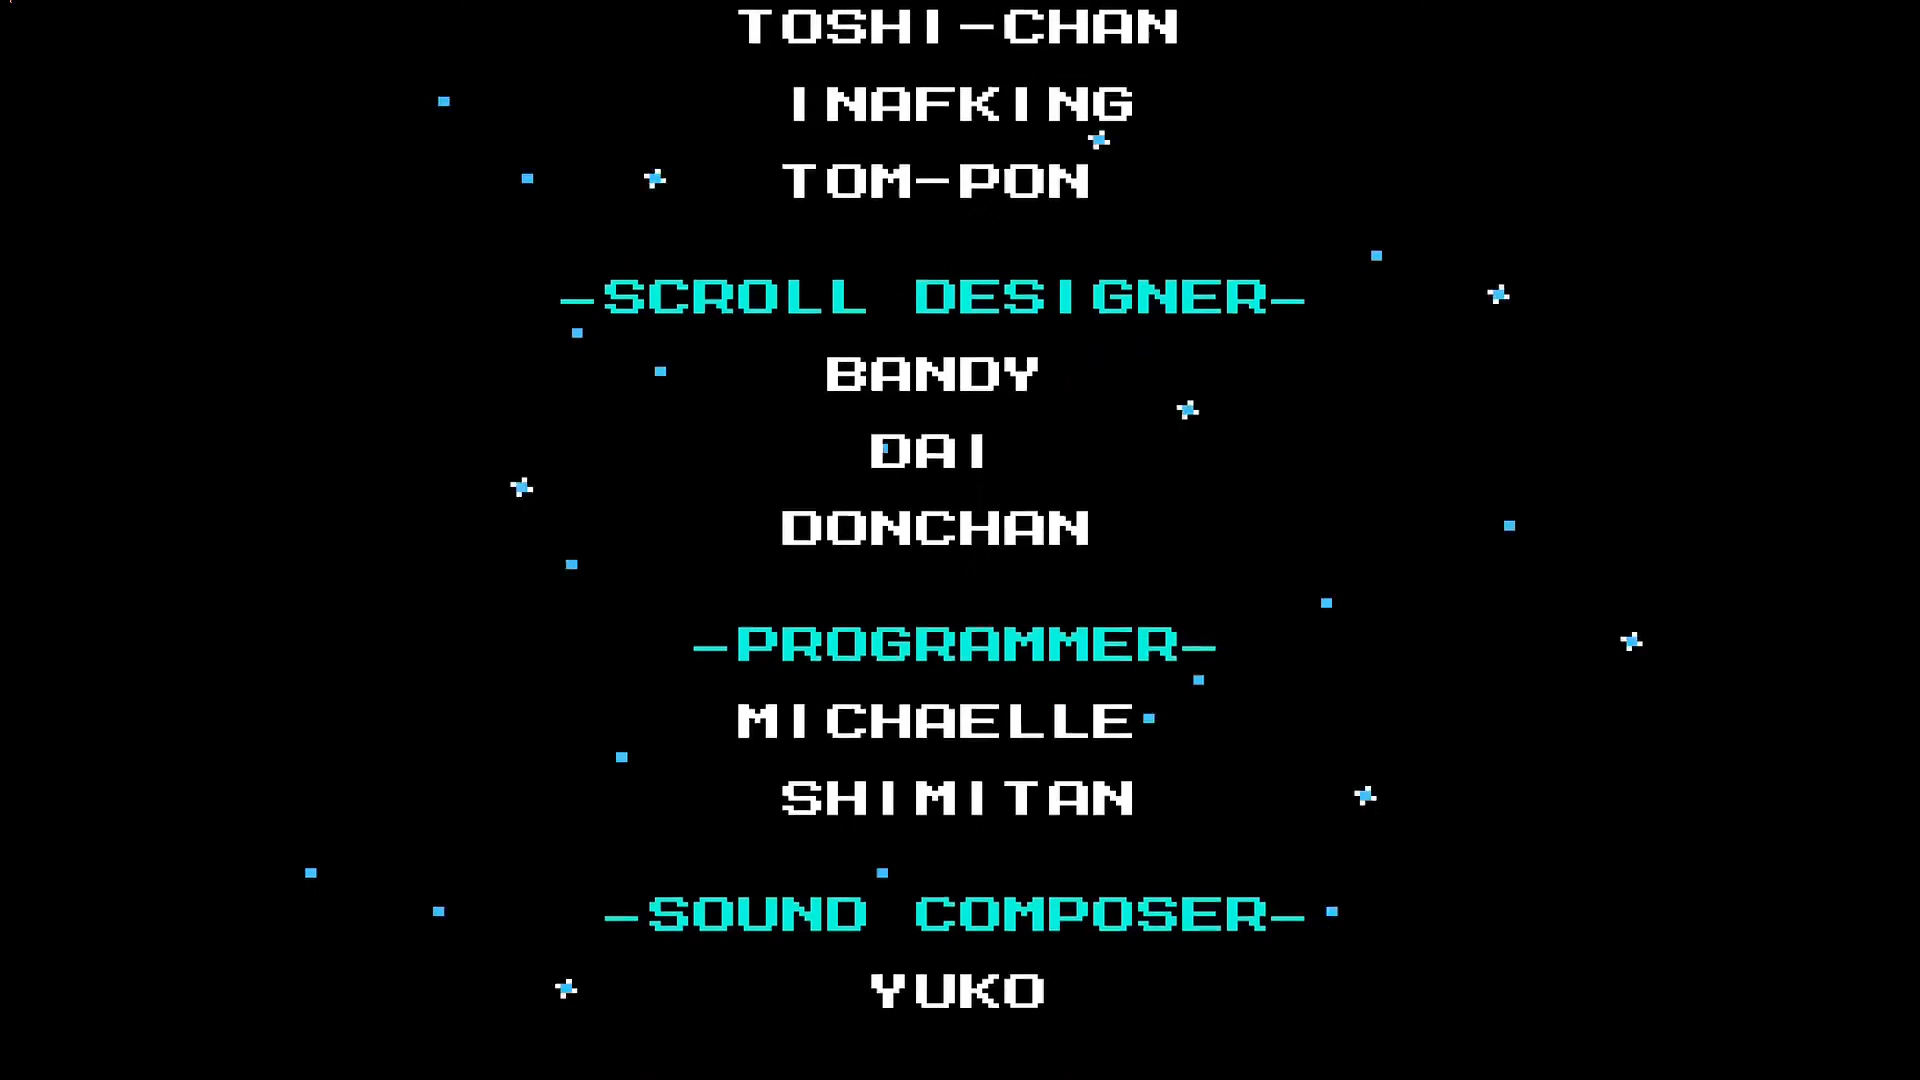 TOSHI-CHAN
INAFKING
TOM-PON
-SCROLL DESIGNER-
BANDY
DAI
DONCHAN
-PROGRAMMER-
MICHAELLE
SHIMITAN
-SOUND COMPOSER-
YUKO